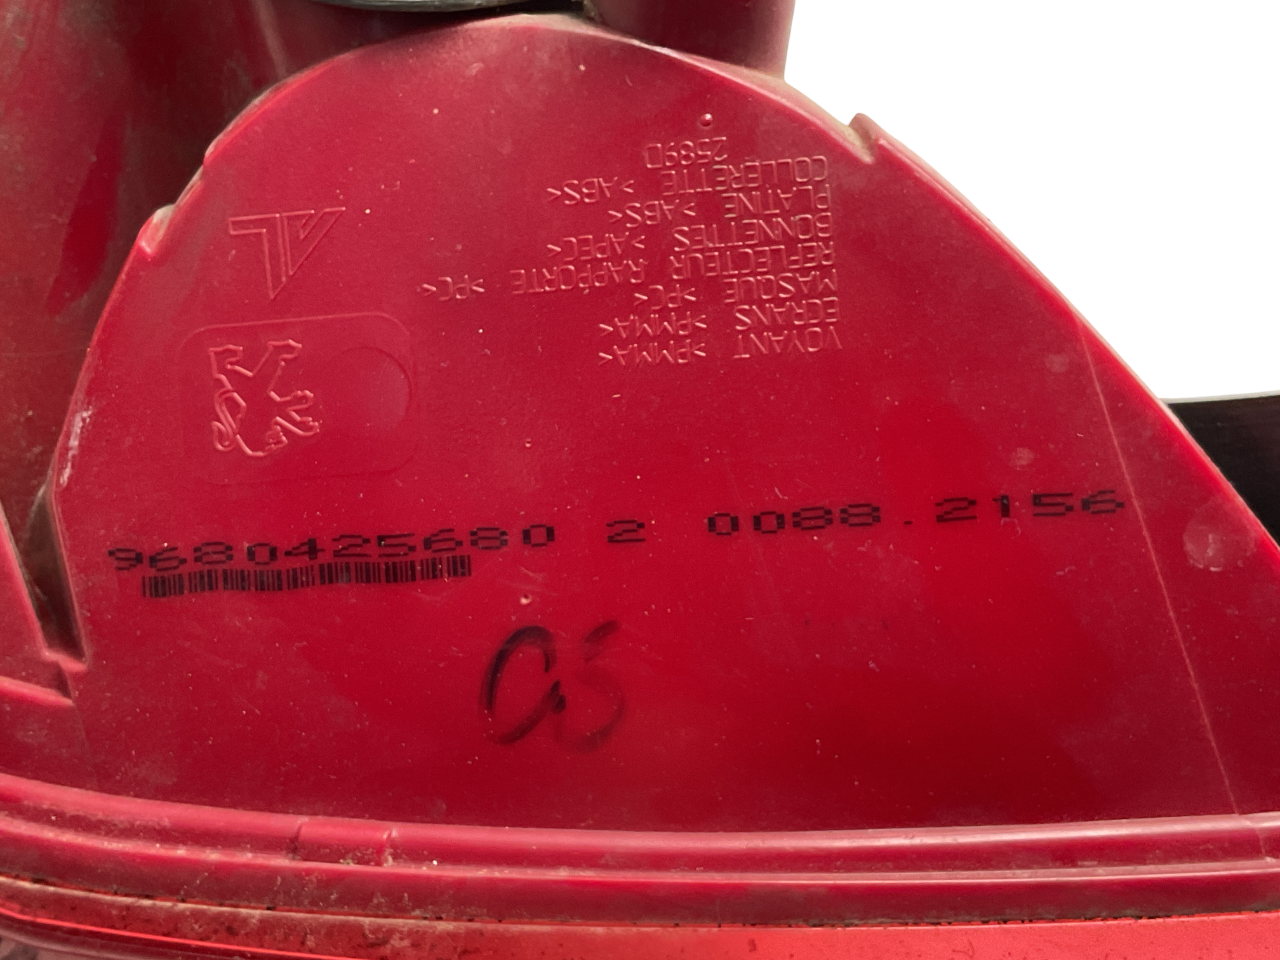 VOYANT >PMMA<
ECRANS >PMMA<
MASQUE >PC<
REFLECTEUR RAPPORTE >PC<
BONNETTES >APEC<
PLATINE >ABS<
COLLERETTE >ABS<
2589D
9680425680 2 0088.2156